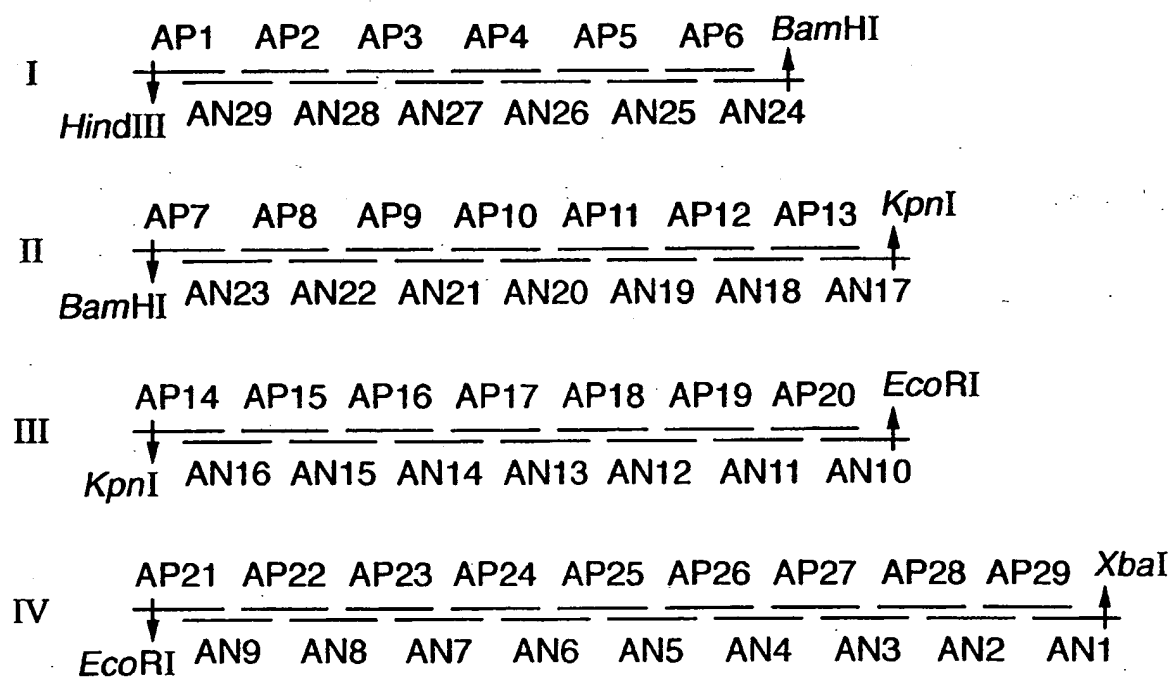 AP1 AP2 AP3 AP4 AP5 AP6 BamHI
I
HindIII AN29 AN28 AN27 AN26 AN25 AN24
AP7 AP8 AP9 AP10 AP11 AP12 AP13 KpnI
II
BamHI AN23 AN22 AN21 AN20 AN19 AN18 AN17
AP14 AP15 AP16 AP17 AP18 AP19 AP20 EcoRI
III
KpnI AN16 AN15 AN14 AN13 AN12 AN11 AN10
AP21 AP22 AP23 AP24 AP25 AP26 AP27 AP28 AP29 XbaI
IV
EcoRI AN9 AN8 AN7 AN6 AN5 AN4 AN3 AN2 AN1